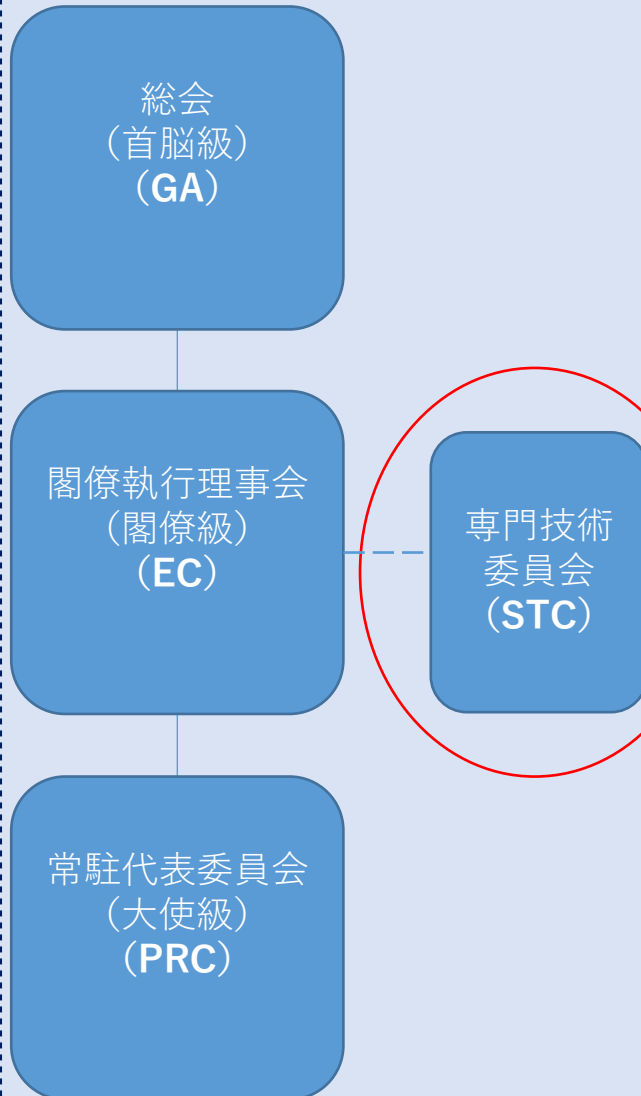 総会
（首脳級）
（GA）
閣僚執行理事会
（閣僚級）
（EC）
専門技術
委員会
（STC）
常駐代表委員会
（大使級）
（PRC）